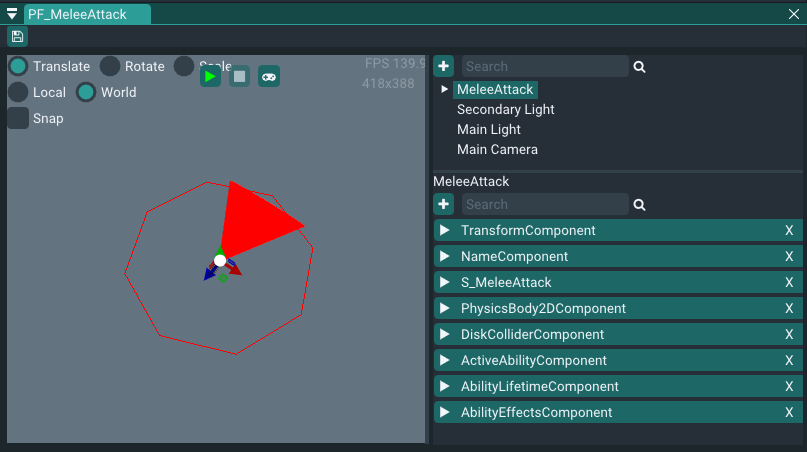 PF_MeleeAttack
Translate Rotate Scale
FPS 139.9
418x388
Local World
Snap
Search
MeleeAttack
Secondary Light
Main Light
Main Camera
MeleeAttack
Search
TransformComponent X
NameComponent X
S_MeleeAttack X
PhysicsBody2DComponent X
DiskColliderComponent X
ActiveAbilityComponent X
AbilityLifetimeComponent X
AbilityEffectsComponent X